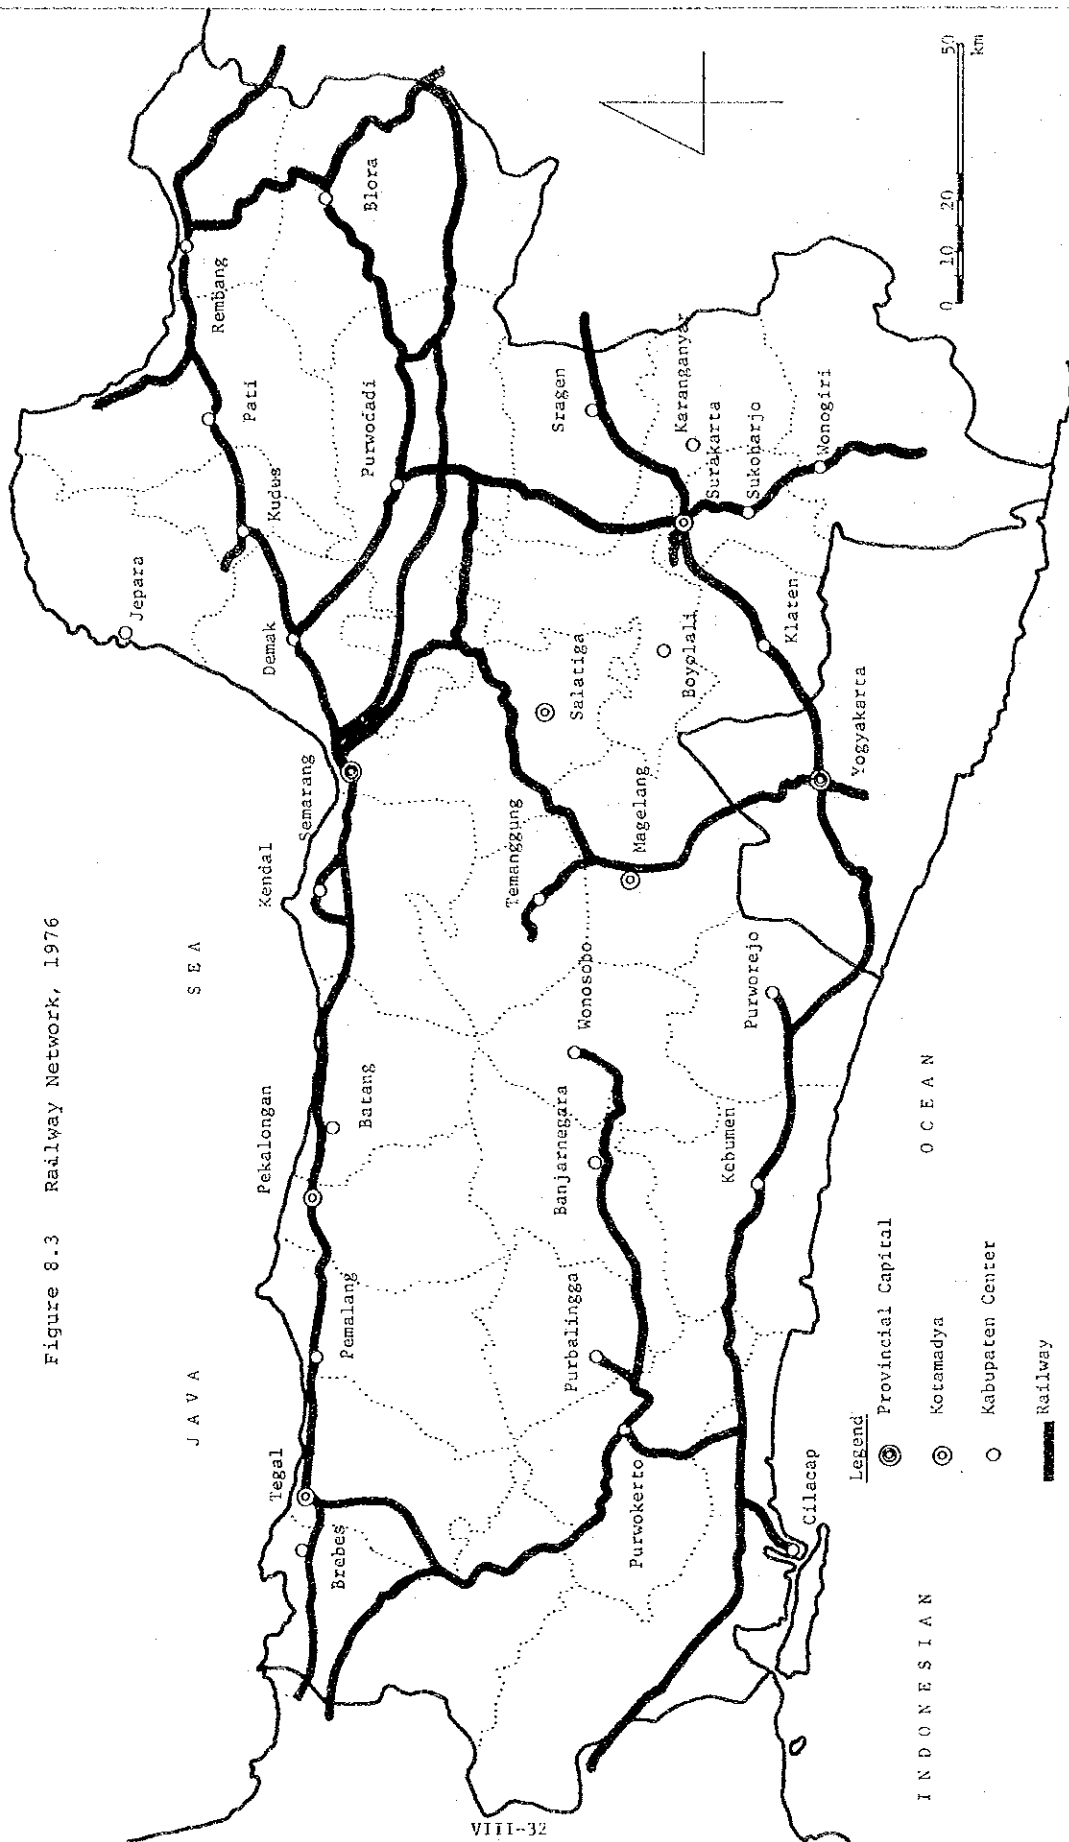 Figure 8.3 Railway Network, 1976
JAVA SEA
Jepara
Rembang
Pati
Kudus
Blora
Demak
Purwodadi
Kendal
Semarang
Tegal
Brebes
Pemalang
Pekalongan
Batang
Salatiga
Temanggung
Magelang
Wonosobo
Banjarnegara
Purbalingga
Purwokerto
Boyolali
Sragen
Karanganyar
Surakarta
Sukoharjo
Wonogiri
Klaten
Yogyakarta
Purworejo
Kebumen
Cilacap
INDONESIAN OCEAN
Legend
Provincial Capital
Kotamadya
Kabupaten Center
Railway
0 10 20 50
km
VIII-32